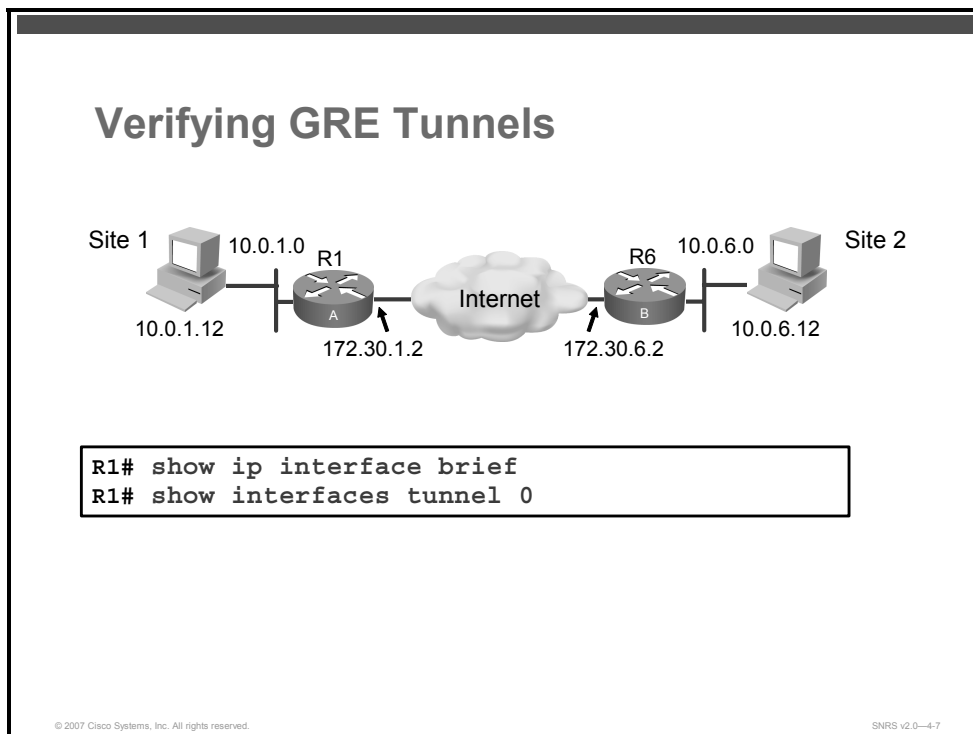 Verifying GRE Tunnels
Site 1
10.0.1.0
R1
A
10.0.1.12
172.30.1.2
Internet
R6
B
10.0.6.0
Site 2
172.30.6.2
10.0.6.12
R1# show ip interface brief
R1# show interfaces tunnel 0
© 2007 Cisco Systems, Inc. All rights reserved.
SNRS v2.0—4-7